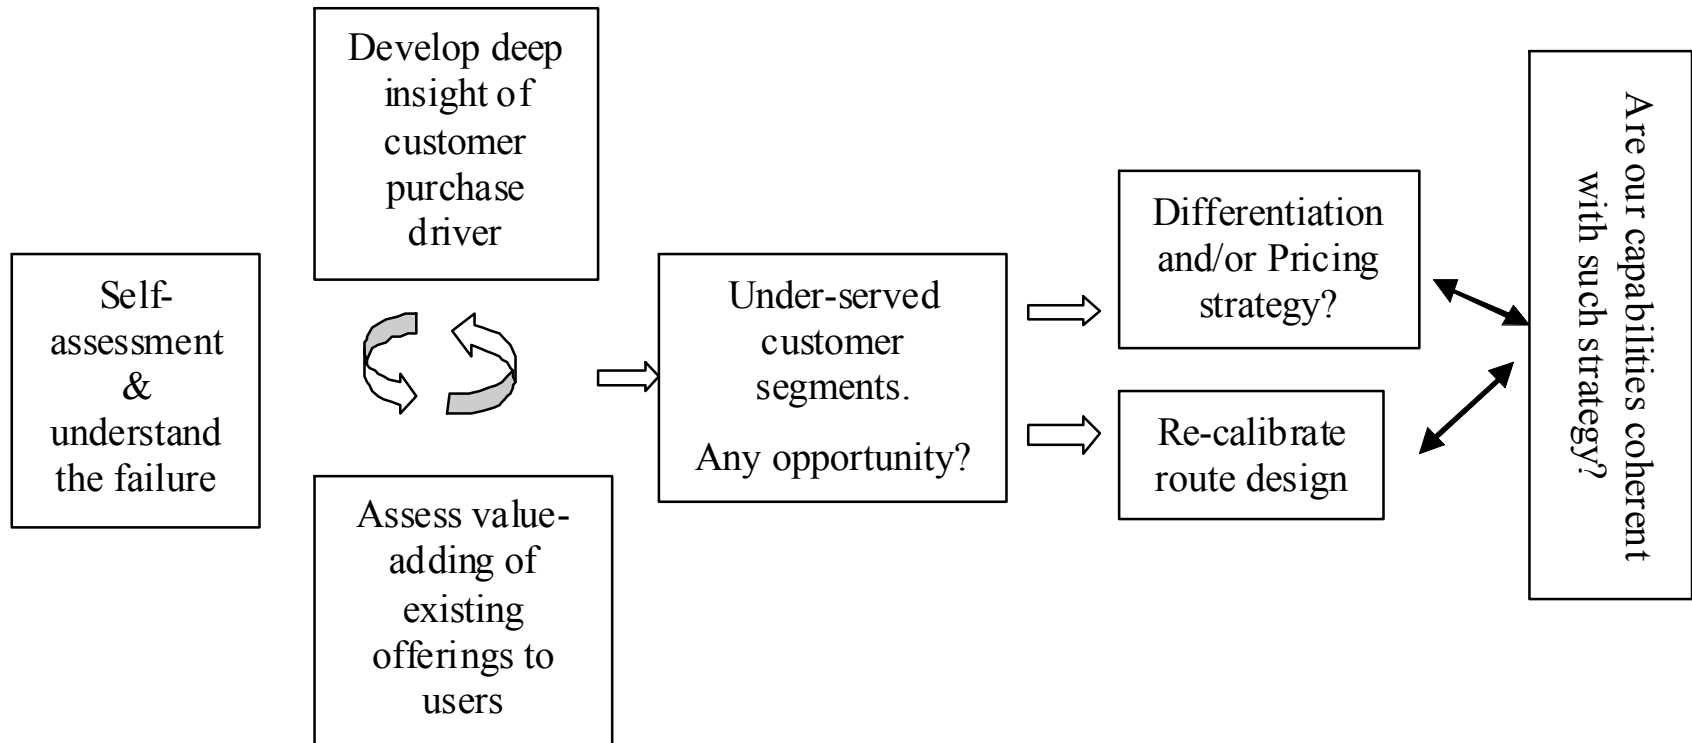 Self-
assessment
&
understand
the failure
Develop deep
insight of
customer
purchase
driver
Assess value-
adding of
existing
offerings to
users
Under-served
customer
segments.
Any opportunity?
Differentiation
and/or Pricing
strategy?
Re-calibrate
route design
Are our capabilities coherent
with such strategy?